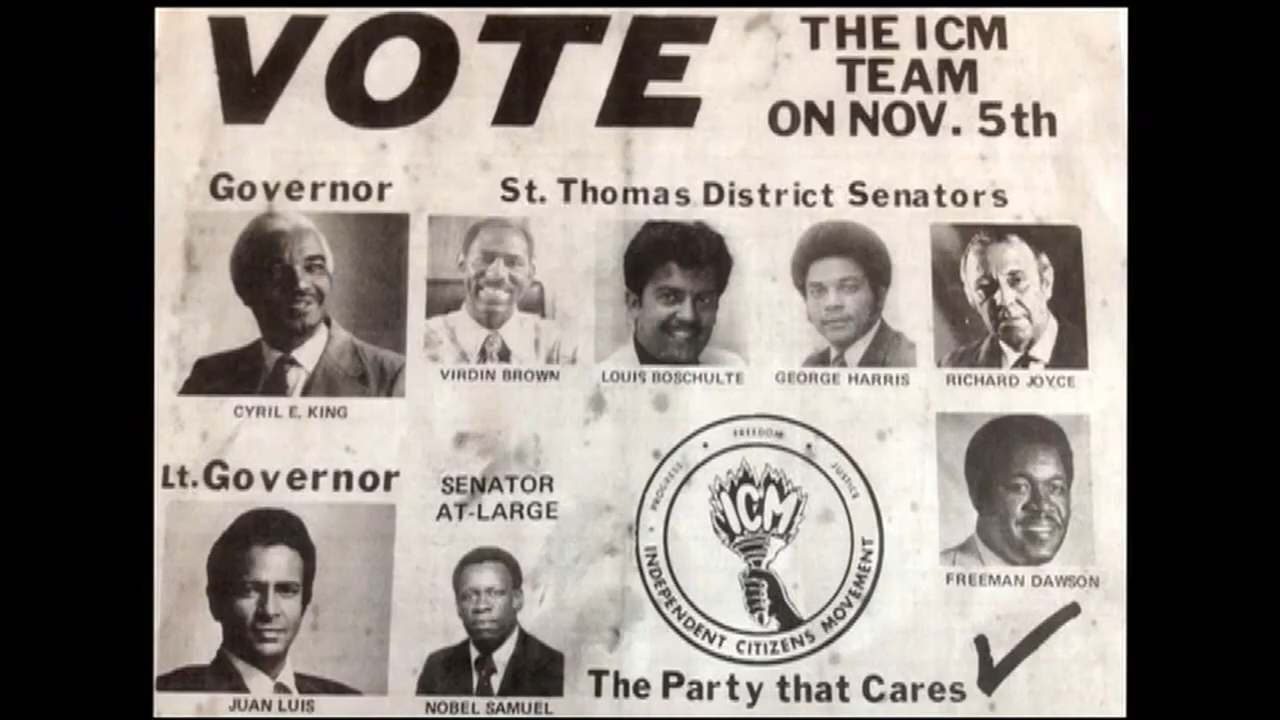 VOTE
THE ICM
TEAM
ON NOV. 5th
Governor
St. Thomas District Senators
CYRIL E. KING
VIRDIN BROWN
LOUIS BOSCHULTE
GEORGE HARRIS
RICHARD JOYCE
Lt. Governor
SENATOR
AT-LARGE
PROGRESS FREEDOM JUSTICE
ICM
INDEPENDENT CITIZENS MOVEMENT
FREEMAN DAWSON
The Party that Cares
JUAN LUIS
NOBEL SAMUEL